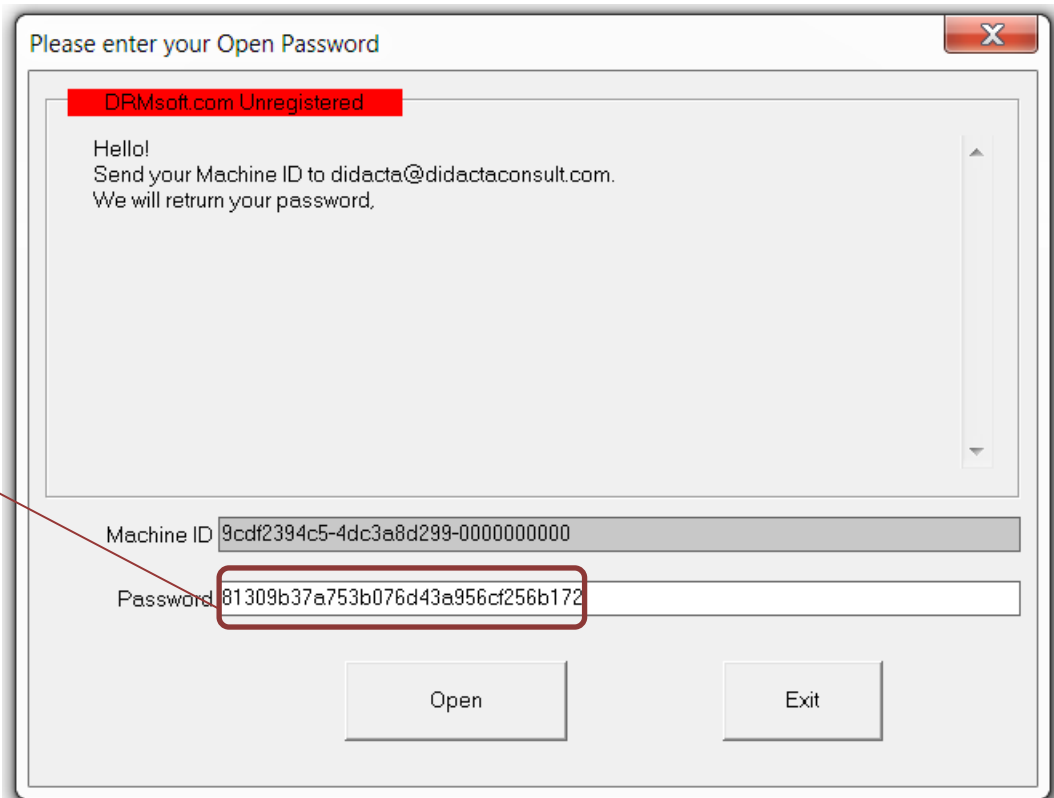 Please enter your Open Password
DRMsoft.com Unregistered
Hello!
Send your Machine ID to didacta@didactaconsult.com.
We will retrurn your password,
Machine ID 9cdf2394c5-4dc3a8d299-0000000000
Password 81309b37a753b076d43a956cf256b172
Open Exit